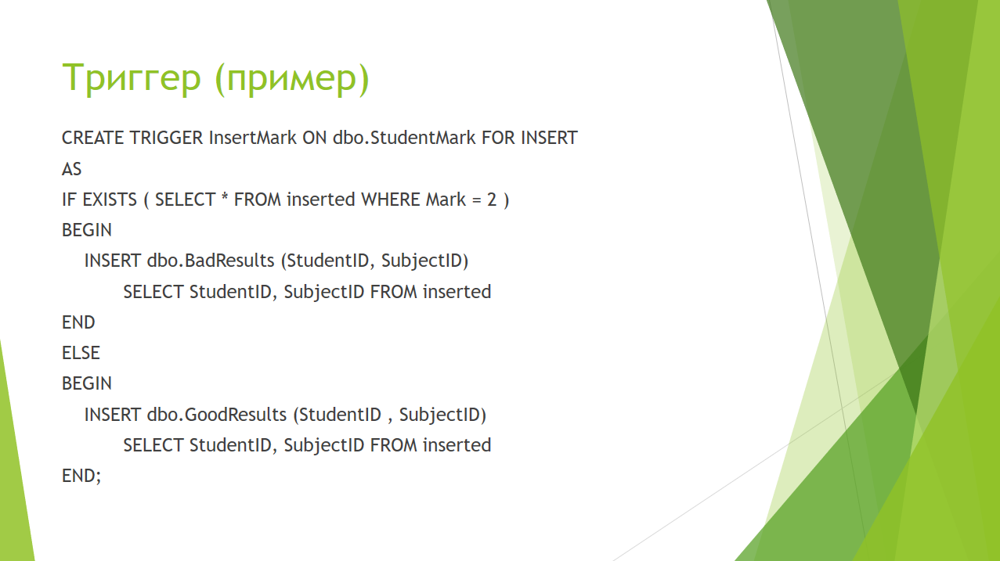 Триггер (пример)
CREATE TRIGGER InsertMark ON dbo.StudentMark FOR INSERT
AS
IF EXISTS ( SELECT * FROM inserted WHERE Mark = 2 )
BEGIN
INSERT dbo.BadResults (StudentID, SubjectID)
SELECT StudentID, SubjectID FROM inserted
END
ELSE
BEGIN
INSERT dbo.GoodResults (StudentID , SubjectID)
SELECT StudentID, SubjectID FROM inserted
END;